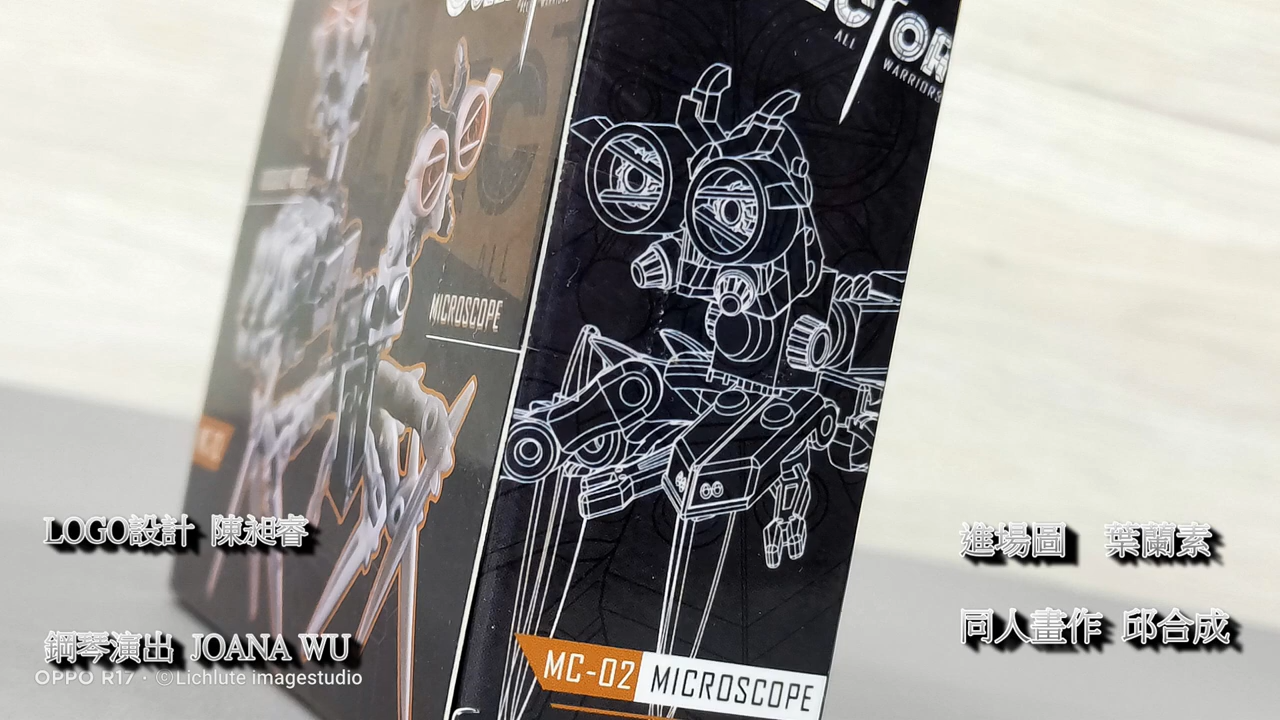 ALL WARRIORS
MICROSCOPE
MC-02 MICROSCOPE
LOGO設計 陳昶睿
進場圖 葉蘭素
鋼琴演出 JOANA WU
同人畫作 邱合成
OPPO R17 · ©Lichlute imagestudio